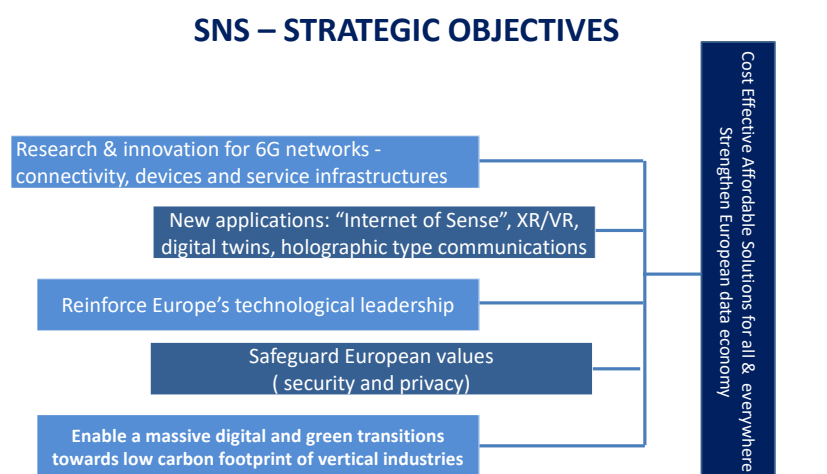 SNS – STRATEGIC OBJECTIVES
Research & innovation for 6G networks -
connectivity, devices and service infrastructures
New applications: “Internet of Sense”, XR/VR,
digital twins, holographic type communications
Reinforce Europe’s technological leadership
Safeguard European values
( security and privacy)
Enable a massive digital and green transitions
towards low carbon footprint of vertical industries
Cost Effective Affordable Solutions for all & everywhere
Strengthen European data economy